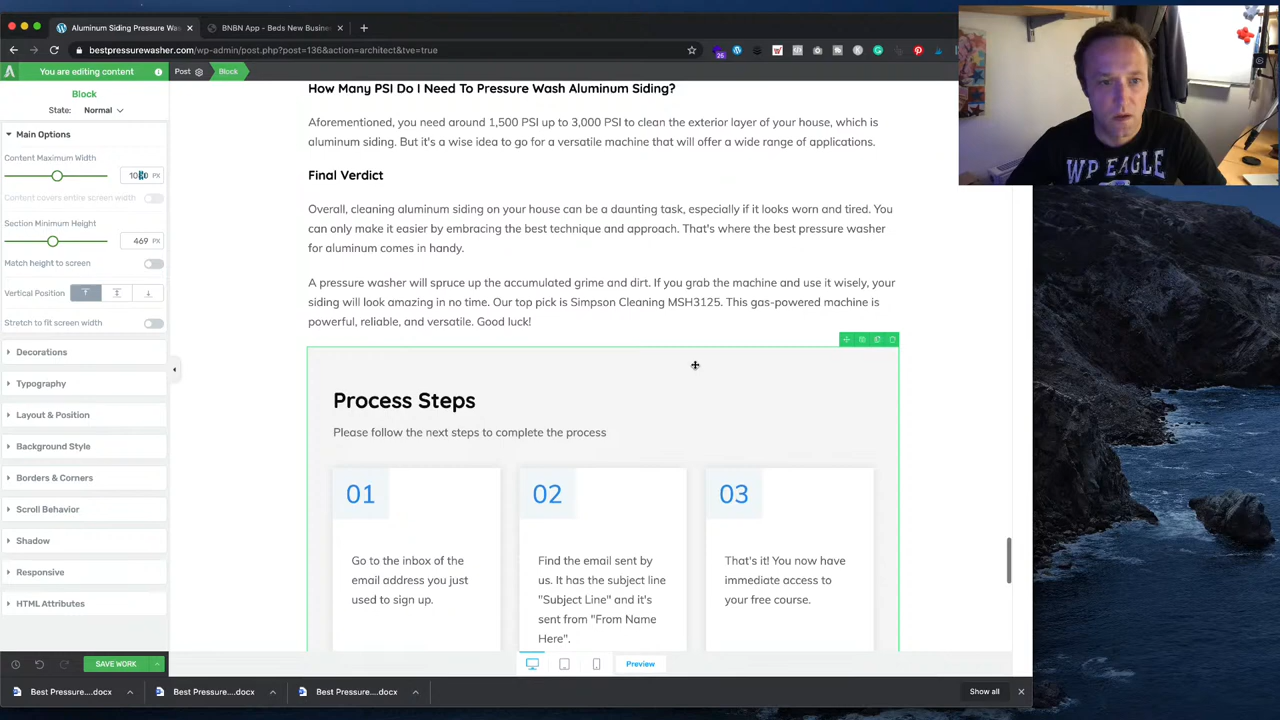 Aluminum Siding Pressure Wa
BNBN App - Beds New Busine
bestpressurewasher.com/wp-admin/post.php?post=136&action=architect&tve=true
You are editing content
Post
Block
Block
State: Normal
Main Options
Content Maximum Width
PX
Content covers entire screen width
Section Minimum Height
469 PX
Match height to screen
Vertical Position
Stretch to fit screen width
Decorations
Typography
Layout & Position
Background Style
Borders & Corners
Scroll Behavior
Shadow
Responsive
HTML Attributes
SAVE WORK
How Many PSI Do I Need To Pressure Wash Aluminum Siding?
Aforementioned, you need around 1,500 PSI up to 3,000 PSI to clean the exterior layer of your house, which is
aluminum siding. But it's a wise idea to go for a versatile machine that will offer a wide range of applications.
Final Verdict
Overall, cleaning aluminum siding on your house can be a daunting task, especially if it looks worn and tired. You
can only make it easier by embracing the best technique and approach. That's where the best pressure washer
for aluminum comes in handy.
A pressure washer will spruce up the accumulated grime and dirt. If you grab the machine and use it wisely, your
siding will look amazing in no time. Our top pick is Simpson Cleaning MSH3125. This gas-powered machine is
powerful, reliable, and versatile. Good luck!
Process Steps
Please follow the next steps to complete the process
01
Go to the inbox of the
email address you just
used to sign up.
02
Find the email sent by
us. It has the subject line
"Subject Line" and it's
sent from "From Name
Here".
03
That's it! You now have
immediate access to
your free course.
Preview
Best Pressure....docx
Best Pressure....docx
Best Pressure....docx
Show all
WP EAGLE